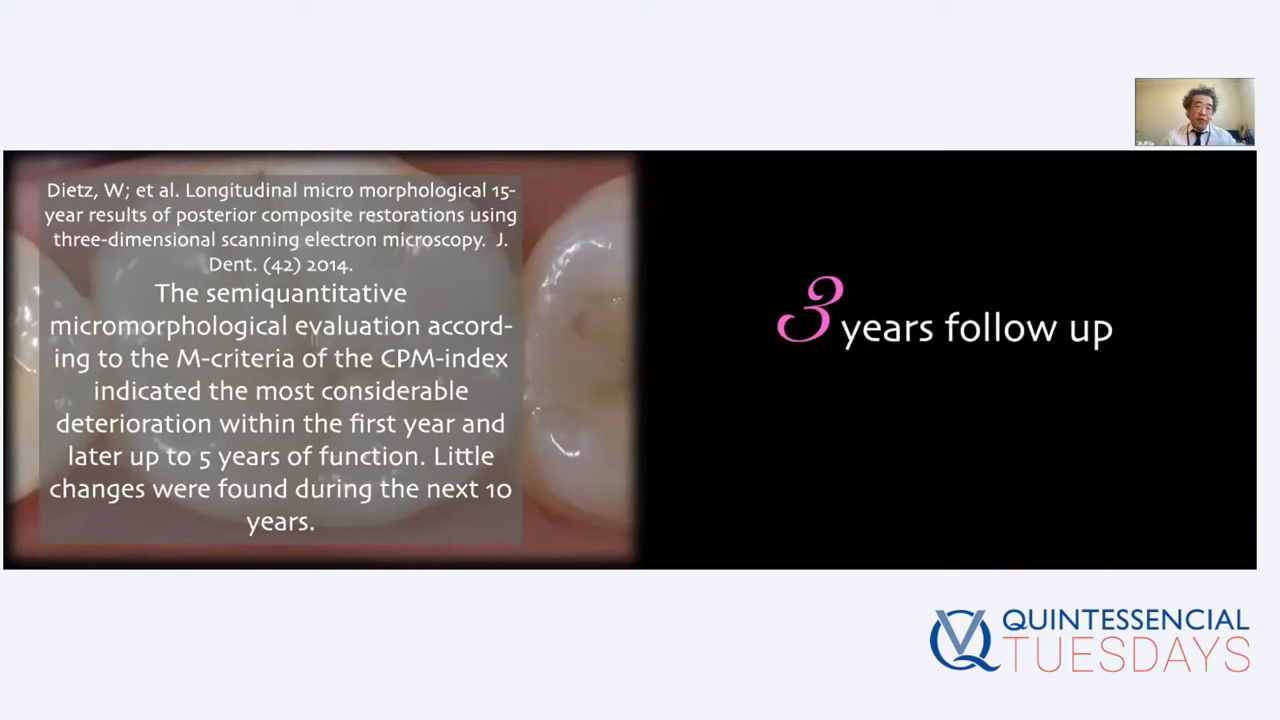 Dietz, W; et al. Longitudinal micro morphological 15-
year results of posterior composite restorations using
three-dimensional scanning electron microscopy. J.
Dent. (42) 2014.
The semiquantitative
micromorphological evaluation accord-
ing to the M-criteria of the CPM-index
indicated the most considerable
deterioration within the first year and
later up to 5 years of function. Little
changes were found during the next 10
years.
3 years follow up
QUINTESSENCIAL
TUESDAYS